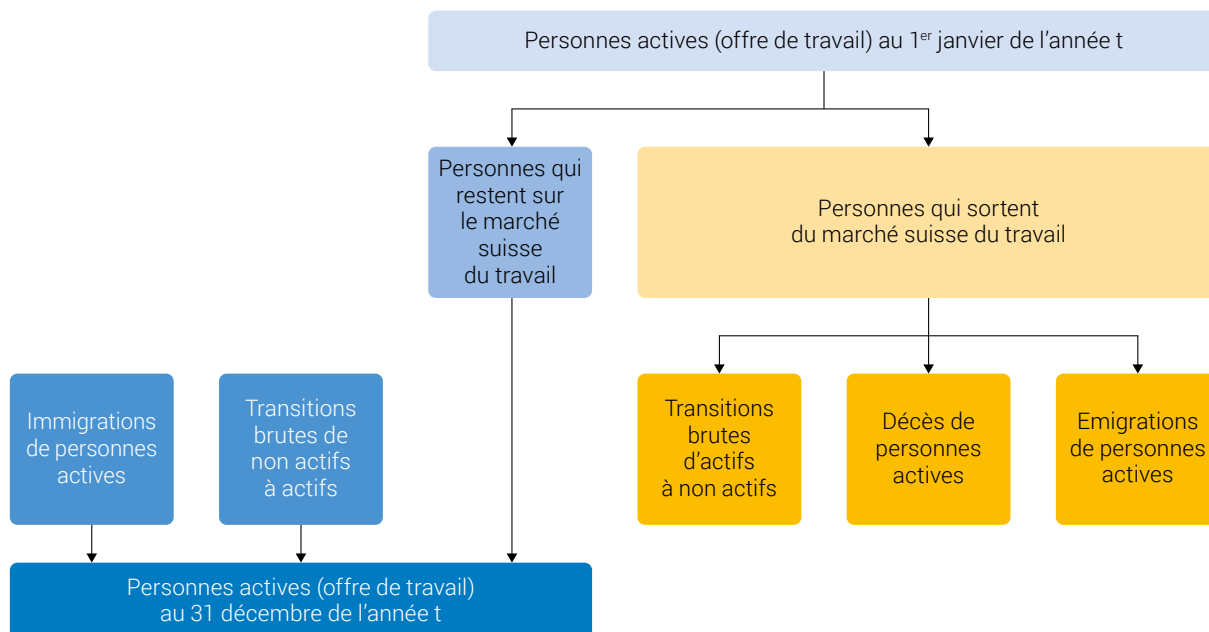 Personnes actives (offre de travail) au 1er janvier de l'année t
Personnes qui
restent sur
le marché
suisse
du travail
Personnes qui sortent
du marché suisse du travail
Immigrations
de personnes
actives
Transitions
brutes de
non actifs
à actifs
Transitions
brutes
d'actifs
à non actifs
Décès de
personnes
actives
Emigrations
de personnes
actives
Personnes actives (offre de travail)
au 31 décembre de l'année t